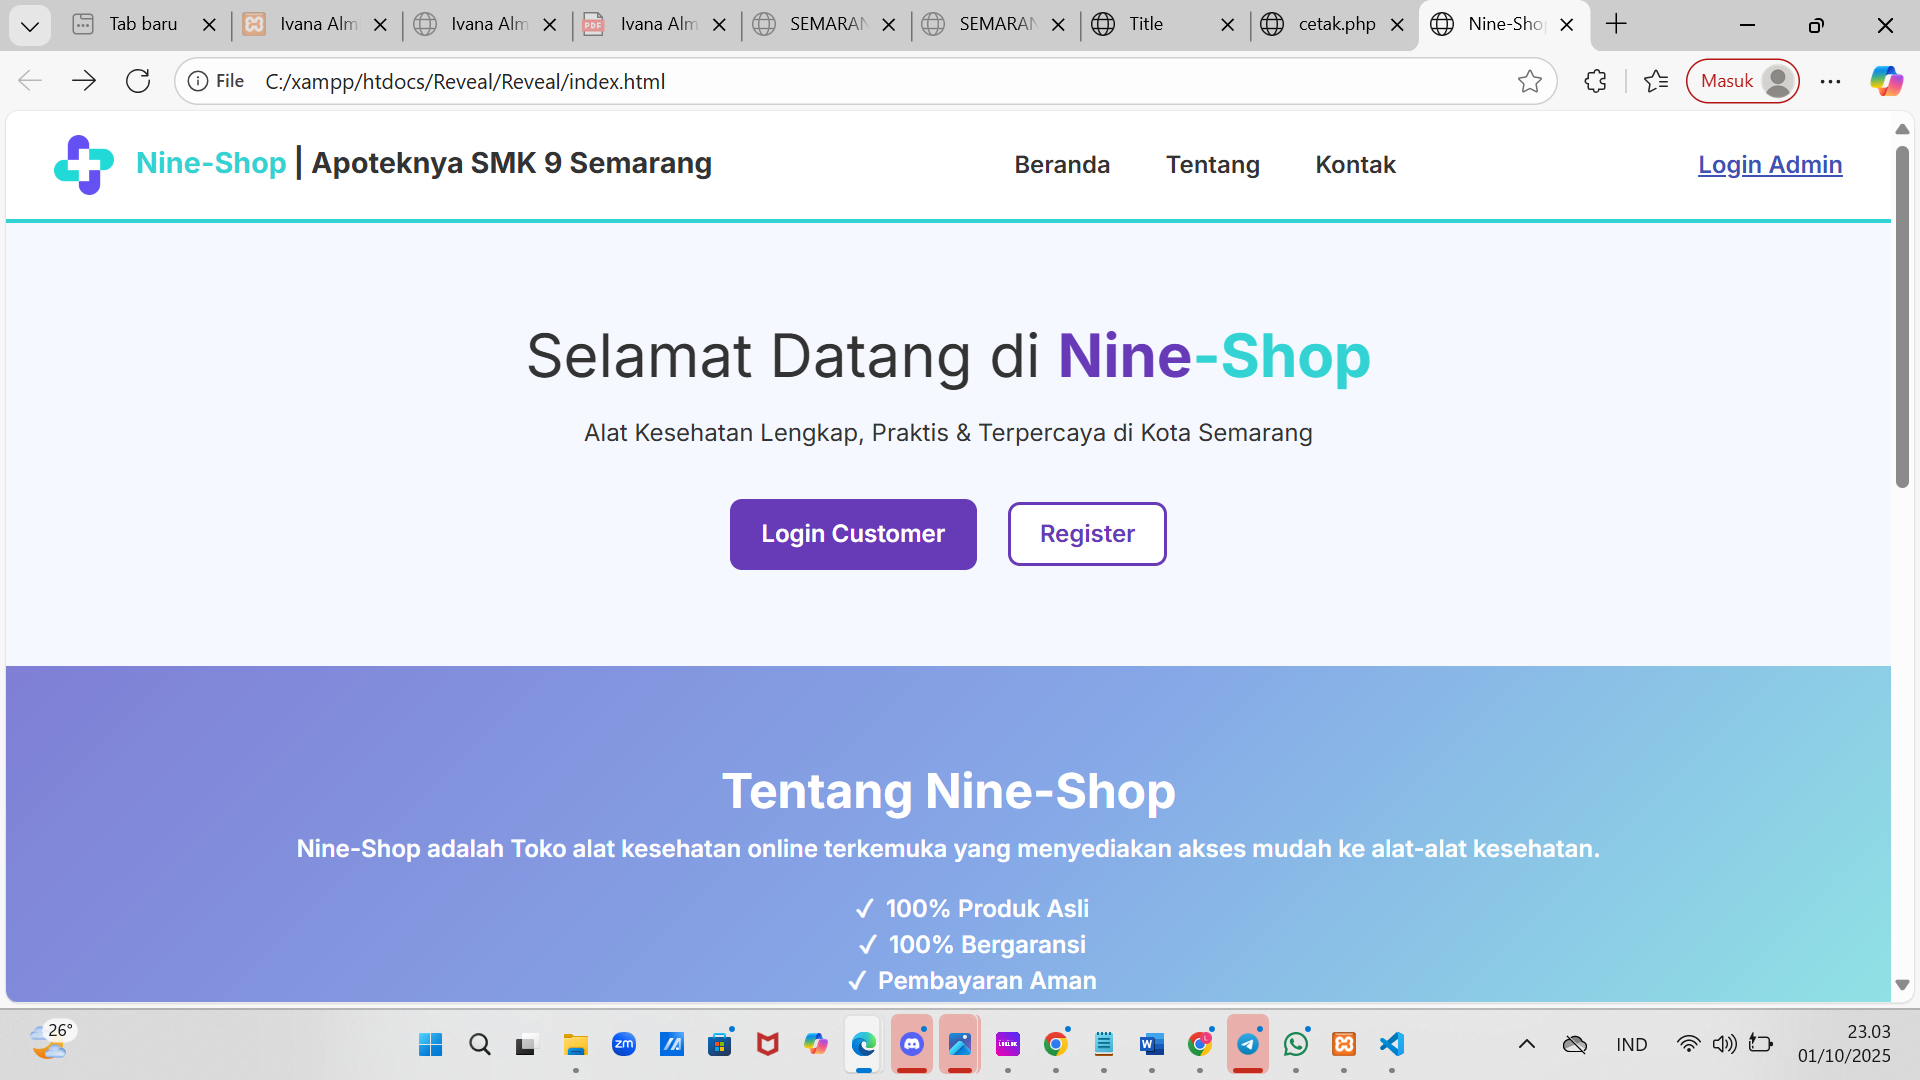 Tab baru
Ivana Alm
Ivana Alm
PDF
Ivana Alm
SEMARAN
SEMARAN
Title
cetak.php
Nine-Shop
File
C:/xampp/htdocs/Reveal/Reveal/index.html
Masuk
Nine-Shop | Apoteknya SMK 9 Semarang
Beranda
Tentang
Kontak
Login Admin
Selamat Datang di Nine-Shop
Alat Kesehatan Lengkap, Praktis & Terpercaya di Kota Semarang
Login Customer
Register
Tentang Nine-Shop
Nine-Shop adalah Toko alat kesehatan online terkemuka yang menyediakan akses mudah ke alat-alat kesehatan.
✓ 100% Produk Asli
✓ 100% Bergaransi
✓ Pembayaran Aman
26°
zm
IND
23.03
01/10/2025